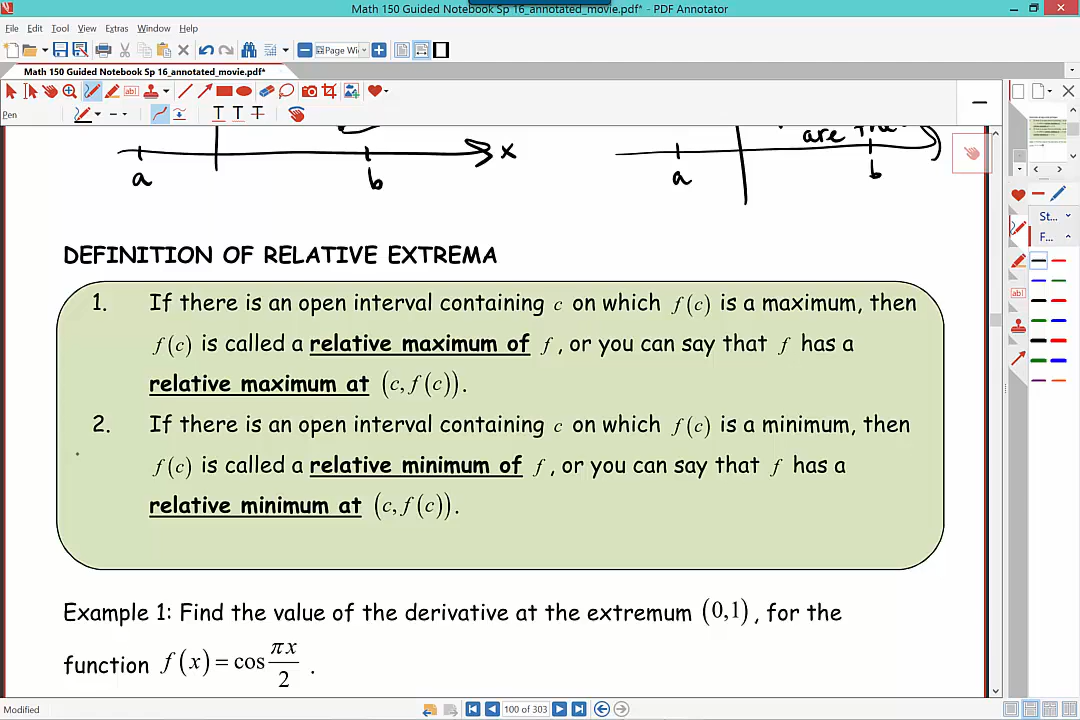 Math 150 Guided Notebook Sp 16_annotated_movie.pdf* - PDF Annotator
File Edit Tool View Extras Window Help
Page Wi
Math 150 Guided Notebook Sp 16_annotated_movie.pdf*
Pen
T T T
are the
a b x
a b
DEFINITION OF RELATIVE EXTREMA
1. If there is an open interval containing c on which f(c) is a maximum, then
f(c) is called a relative maximum of f, or you can say that f has a
relative maximum at (c, f(c)).
2. If there is an open interval containing c on which f(c) is a minimum, then
f(c) is called a relative minimum of f, or you can say that f has a
relative minimum at (c, f(c)).
Example 1: Find the value of the derivative at the extremum (0,1), for the
function f(x) = cos πx/2 .
St...
F...
Modified
100 of 303